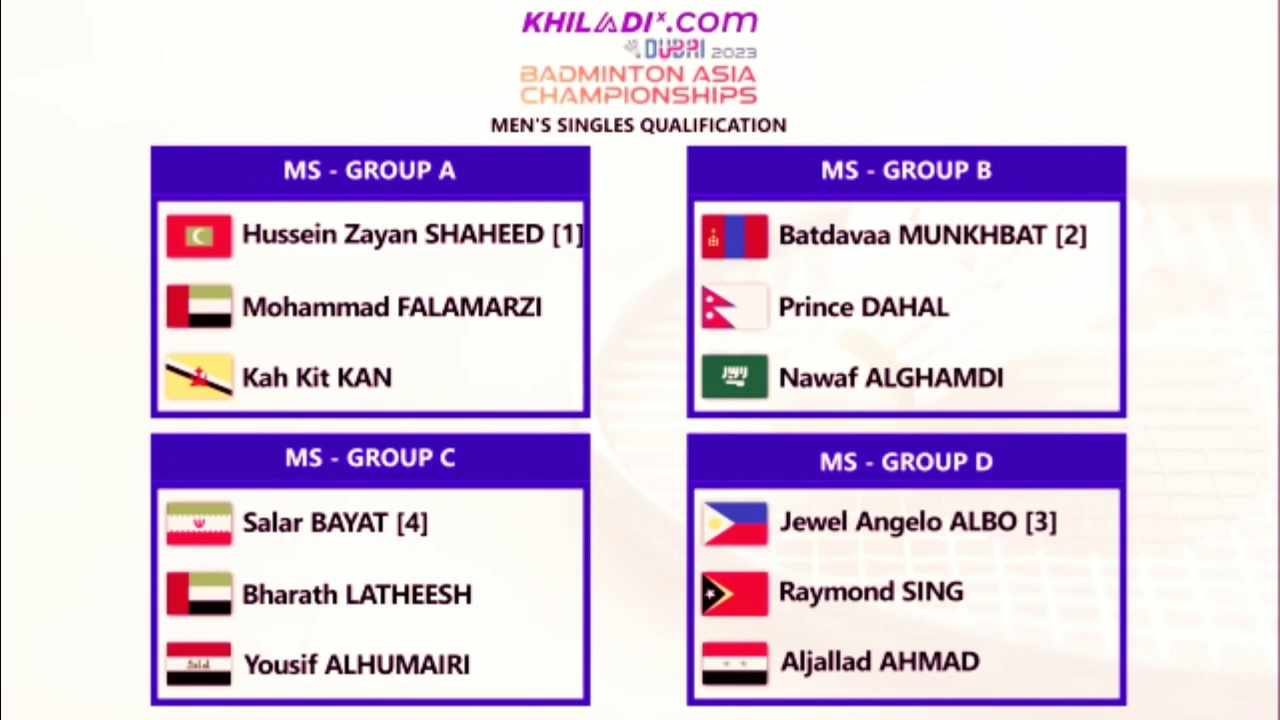 KHILADIx.com
DUBAI 2023
BADMINTON ASIA
CHAMPIONSHIPS
MEN'S SINGLES QUALIFICATION
MS - GROUP A
Hussein Zayan SHAHEED [1]
Mohammad FALAMARZI
Kah Kit KAN
MS - GROUP B
Batdavaa MUNKHBAT [2]
Prince DAHAL
Nawaf ALGHAMDI
MS - GROUP C
Salar BAYAT [4]
Bharath LATHEESH
Yousif ALHUMAIRI
MS - GROUP D
Jewel Angelo ALBO [3]
Raymond SING
Aljallad AHMAD